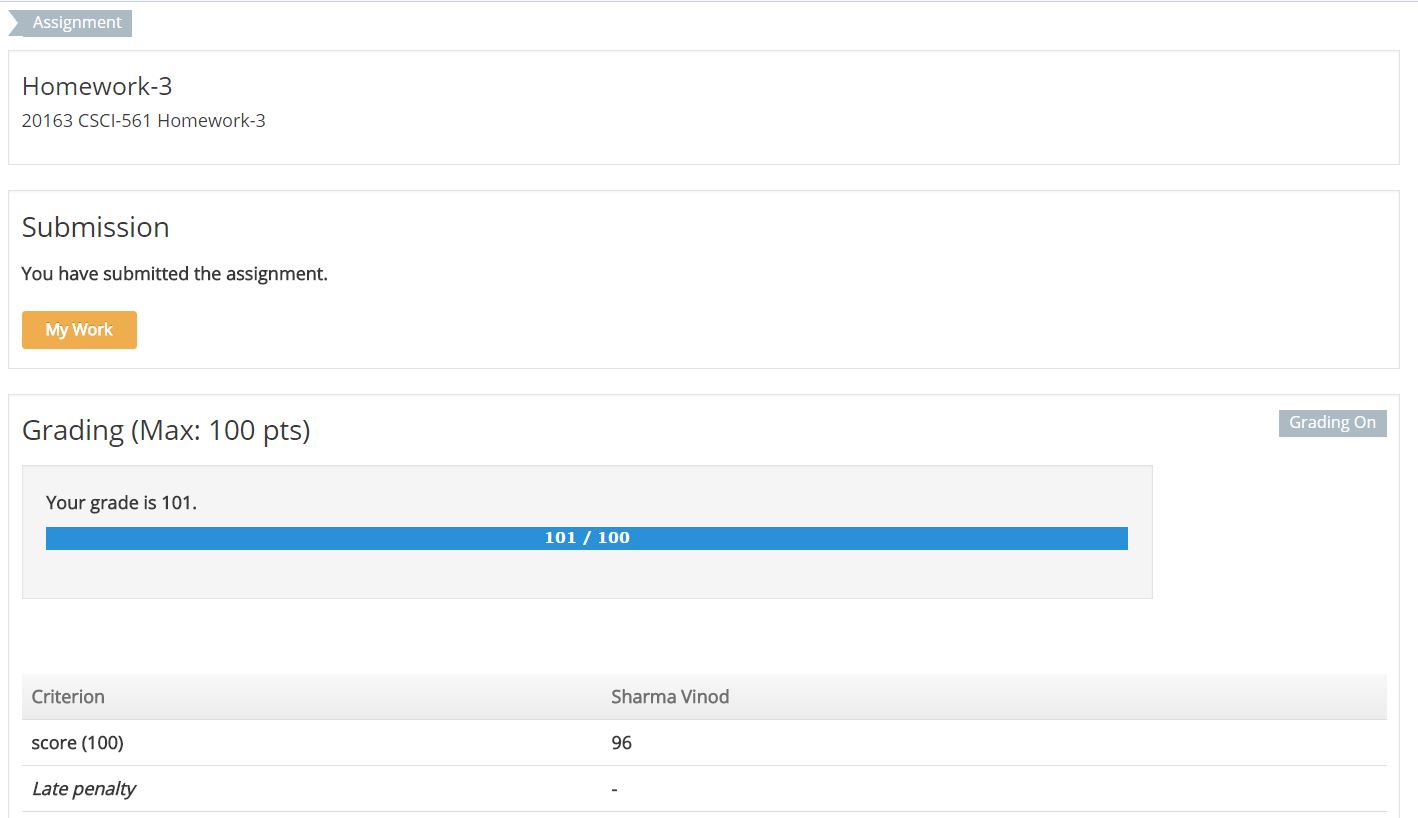 Assignment
Homework-3
20163 CSCI-561 Homework-3
Submission
You have submitted the assignment.
My Work
Grading (Max: 100 pts)
Grading On
Your grade is 101.
101 / 100
Criterion Sharma Vinod
score (100) 96
Late penalty -